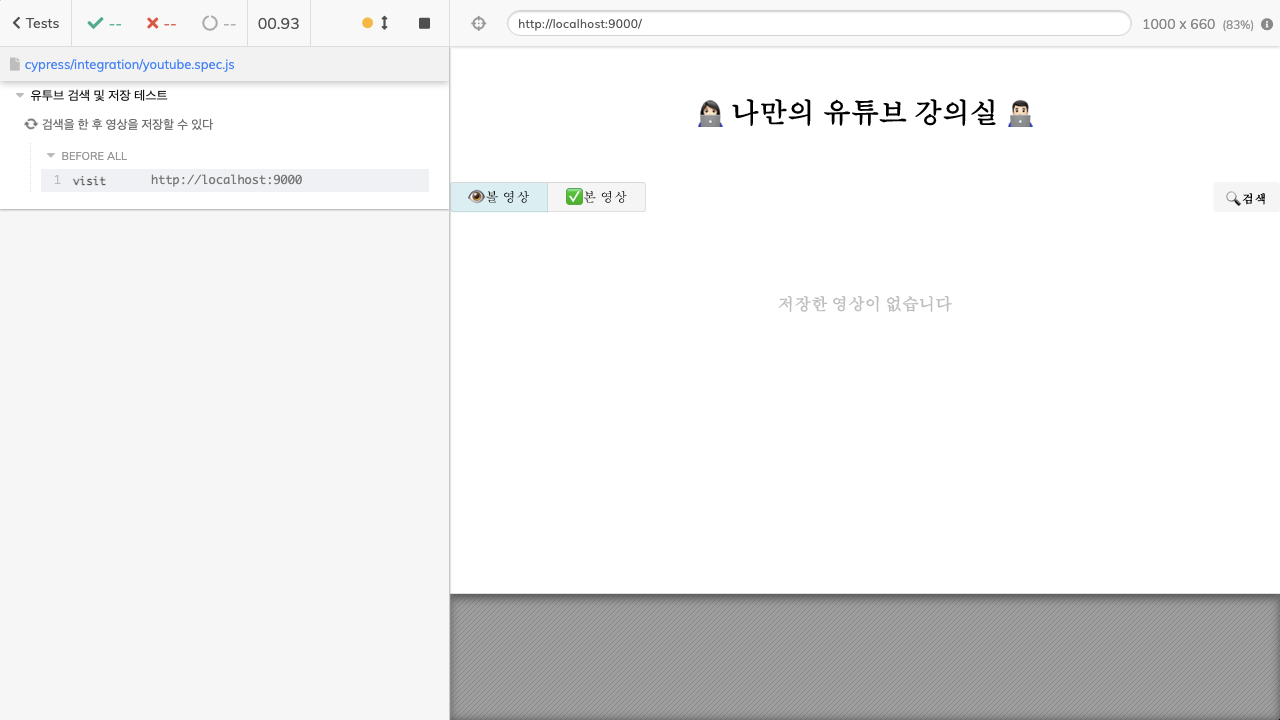 Tests -- -- -- 00.93
http://localhost:9000/ 1000 x 660 (83%)
cypress/integration/youtube.spec.js
유투브 검색 및 저장 테스트
검색을 한 후 영상을 저장할 수 있다
BEFORE ALL
1 visit http://localhost:9000
👩🏻‍💻 나만의 유튜브 강의실 👨🏻‍💻
👁️볼 영상 ✅본 영상 🔍검색
저장한 영상이 없습니다